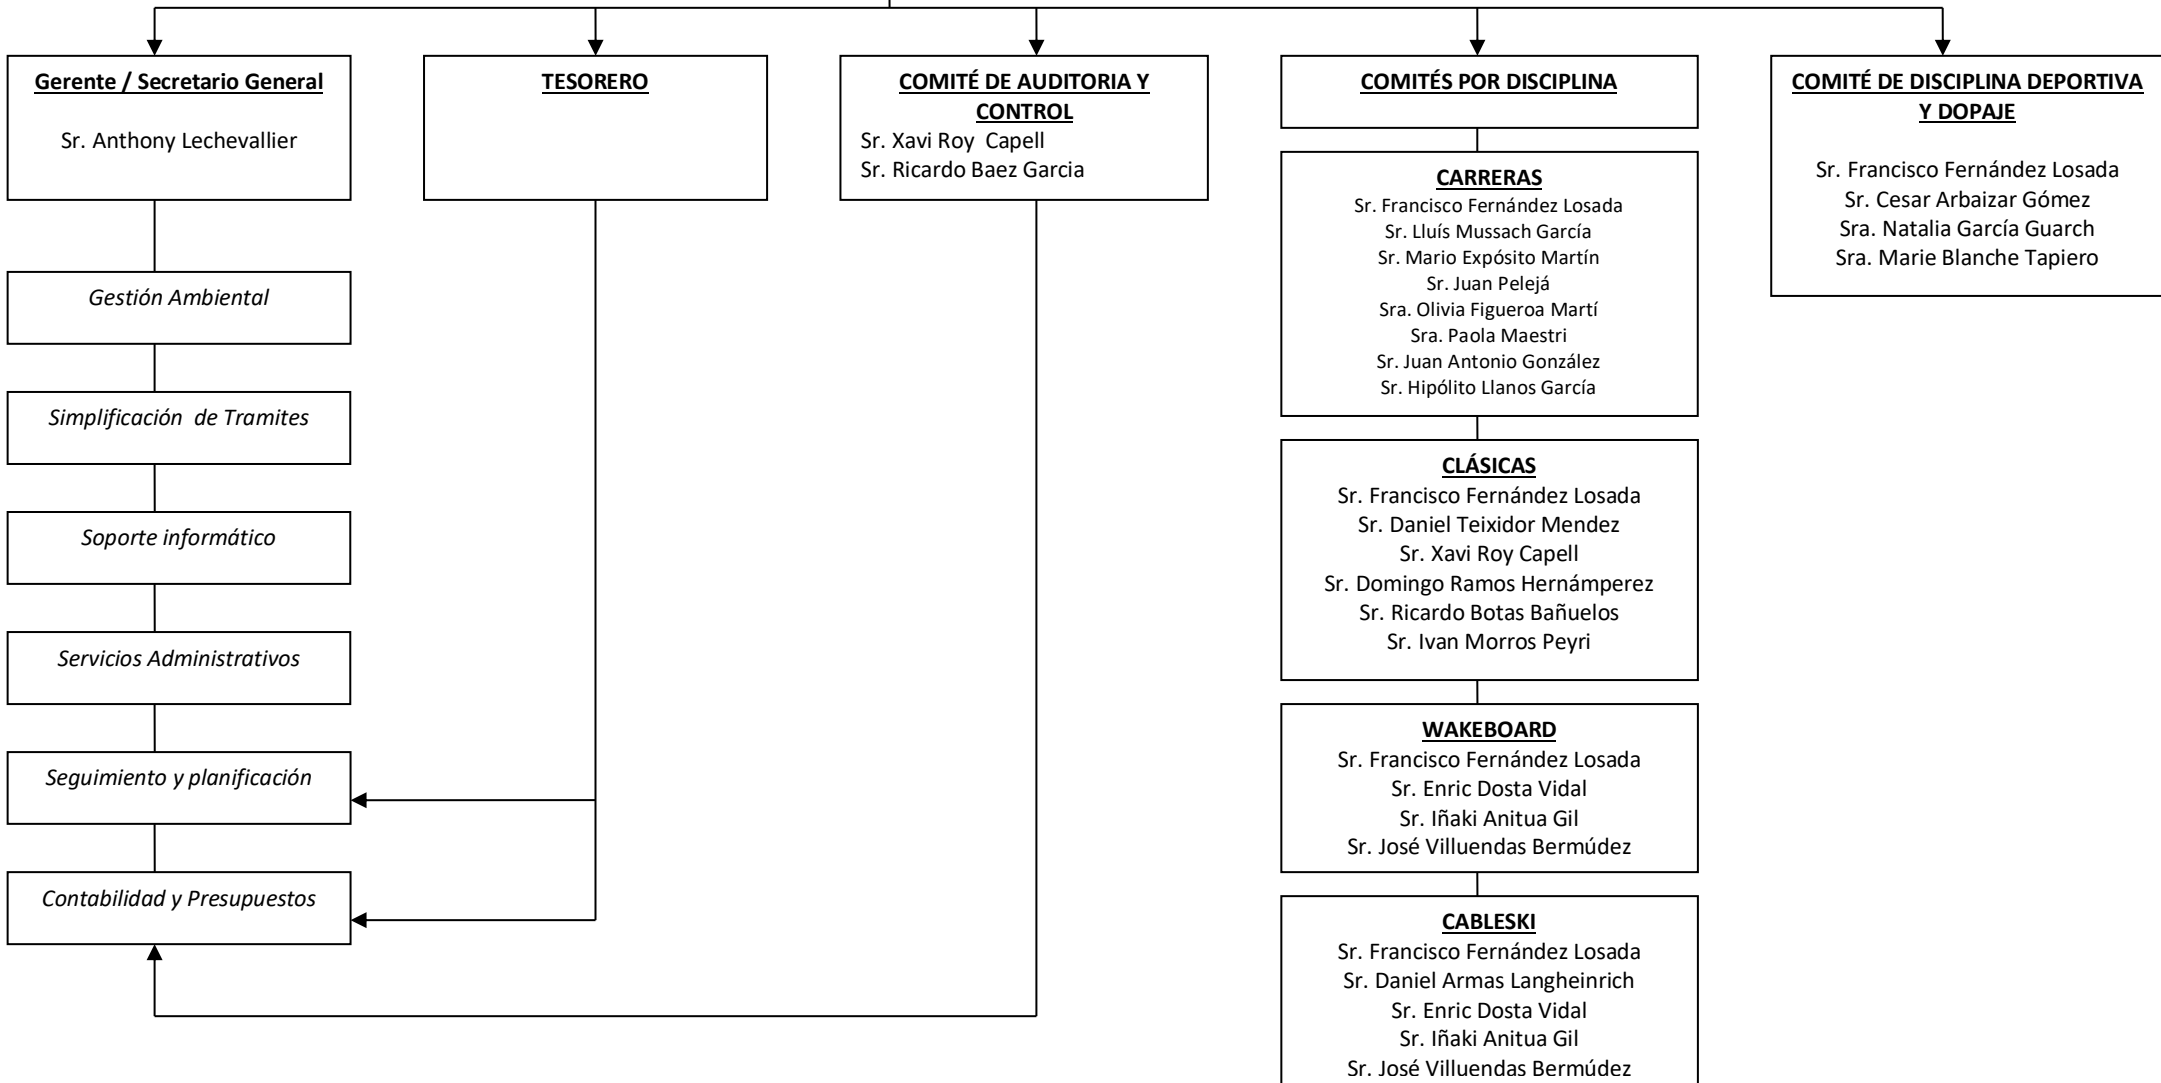 Gerente / Secretario General
Sr. Anthony Lechevallier
Gestión Ambiental
Simplificación  de Tramites
Soporte informático
Servicios Administrativos
Seguimiento y planificación
Contabilidad y Presupuestos
TESORERO
COMITÉ DE AUDITORIA Y
CONTROL
Sr. Xavi Roy  Capell
Sr. Ricardo Baez Garcia
COMITÉS POR DISCIPLINA
CARRERAS
Sr. Francisco Fernández Losada
Sr. Lluís Mussach García
Sr. Mario Expósito Martín
Sr. Juan Pelejá
Sra. Olivia Figueroa Martí
Sra. Paola Maestri
Sr. Juan Antonio González
Sr. Hipólito Llanos García
CLÁSICAS
Sr. Francisco Fernández Losada
Sr. Daniel Teixidor Mendez
Sr. Xavi Roy Capell
Sr. Domingo Ramos Hernámperez
Sr. Ricardo Botas Bañuelos
Sr. Ivan Morros Peyri
WAKEBOARD
Sr. Francisco Fernández Losada
Sr. Enric Dosta Vidal
Sr. Iñaki Anitua Gil
Sr. José Villuendas Bermúdez
CABLESKI
Sr. Francisco Fernández Losada
Sr. Daniel Armas Langheinrich
Sr. Enric Dosta Vidal
Sr. Iñaki Anitua Gil
Sr. José Villuendas Bermúdez
COMITÉ DE DISCIPLINA DEPORTIVA
Y DOPAJE
Sr. Francisco Fernández Losada
Sr. Cesar Arbaizar Gómez
Sra. Natalia García Guarch
Sra. Marie Blanche Tapiero